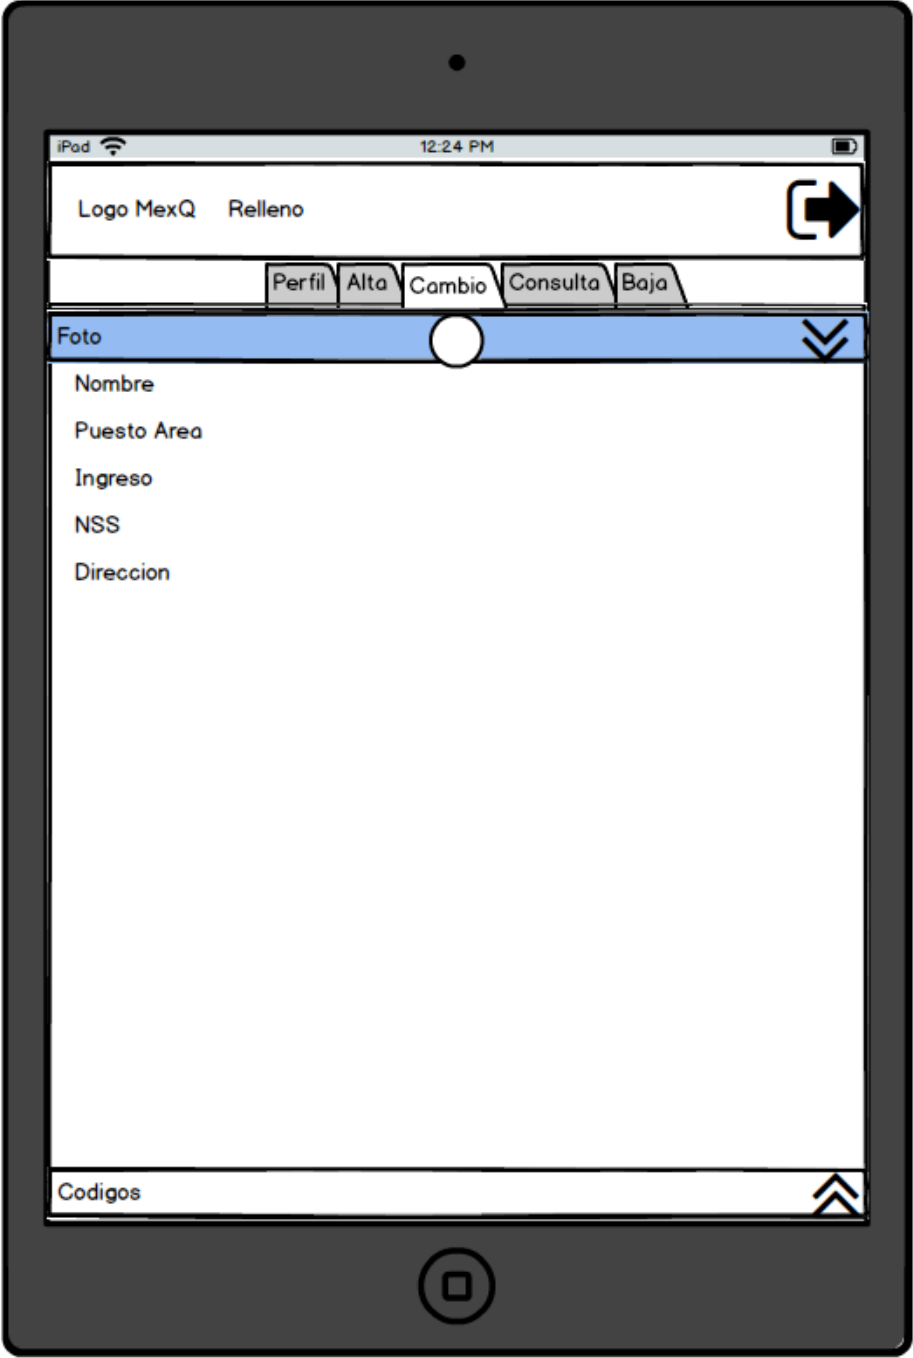 iPad 12:24 PM
Logo MexQ Relleno
Perfil Alta Cambio Consulta Baja
Foto
Nombre
Puesto Area
Ingreso
NSS
Direccion
Codigos